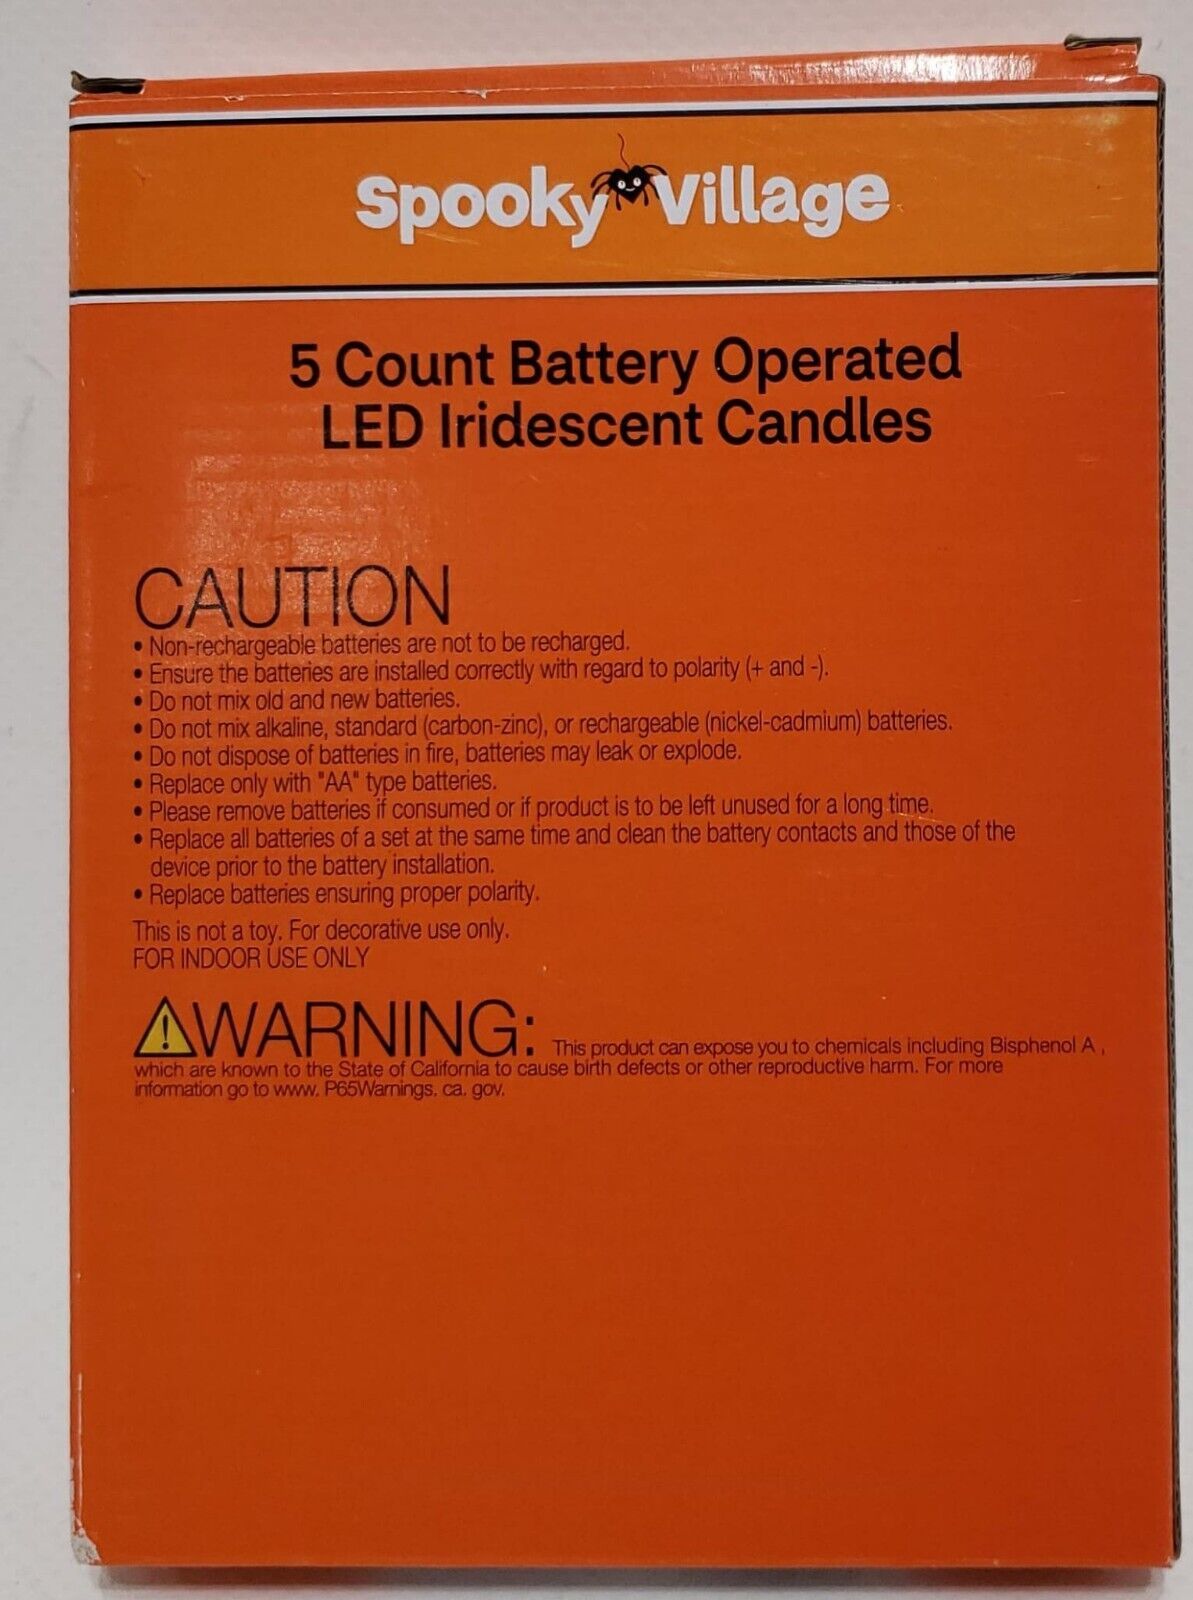 Spooky Village
5 Count Battery Operated
LED Iridescent Candles
CAUTION
• Non-rechargeable batteries are not to be recharged.
• Ensure the batteries are installed correctly with regard to polarity (+ and -).
• Do not mix old and new batteries.
• Do not mix alkaline, standard (carbon-zinc), or rechargeable (nickel-cadmium) batteries.
• Do not dispose of batteries in fire, batteries may leak or explode.
• Replace only with "AA" type batteries.
• Please remove batteries if consumed or if product is to be left unused for a long time.
• Replace all batteries of a set at the same time and clean the battery contacts and those of the
device prior to the battery installation.
• Replace batteries ensuring proper polarity.
This is not a toy. For decorative use only.
FOR INDOOR USE ONLY
⚠WARNING: This product can expose you to chemicals including Bisphenol A ,
which are known to the State of California to cause birth defects or other reproductive harm. For more
information go to www. P65Warnings. ca. gov.